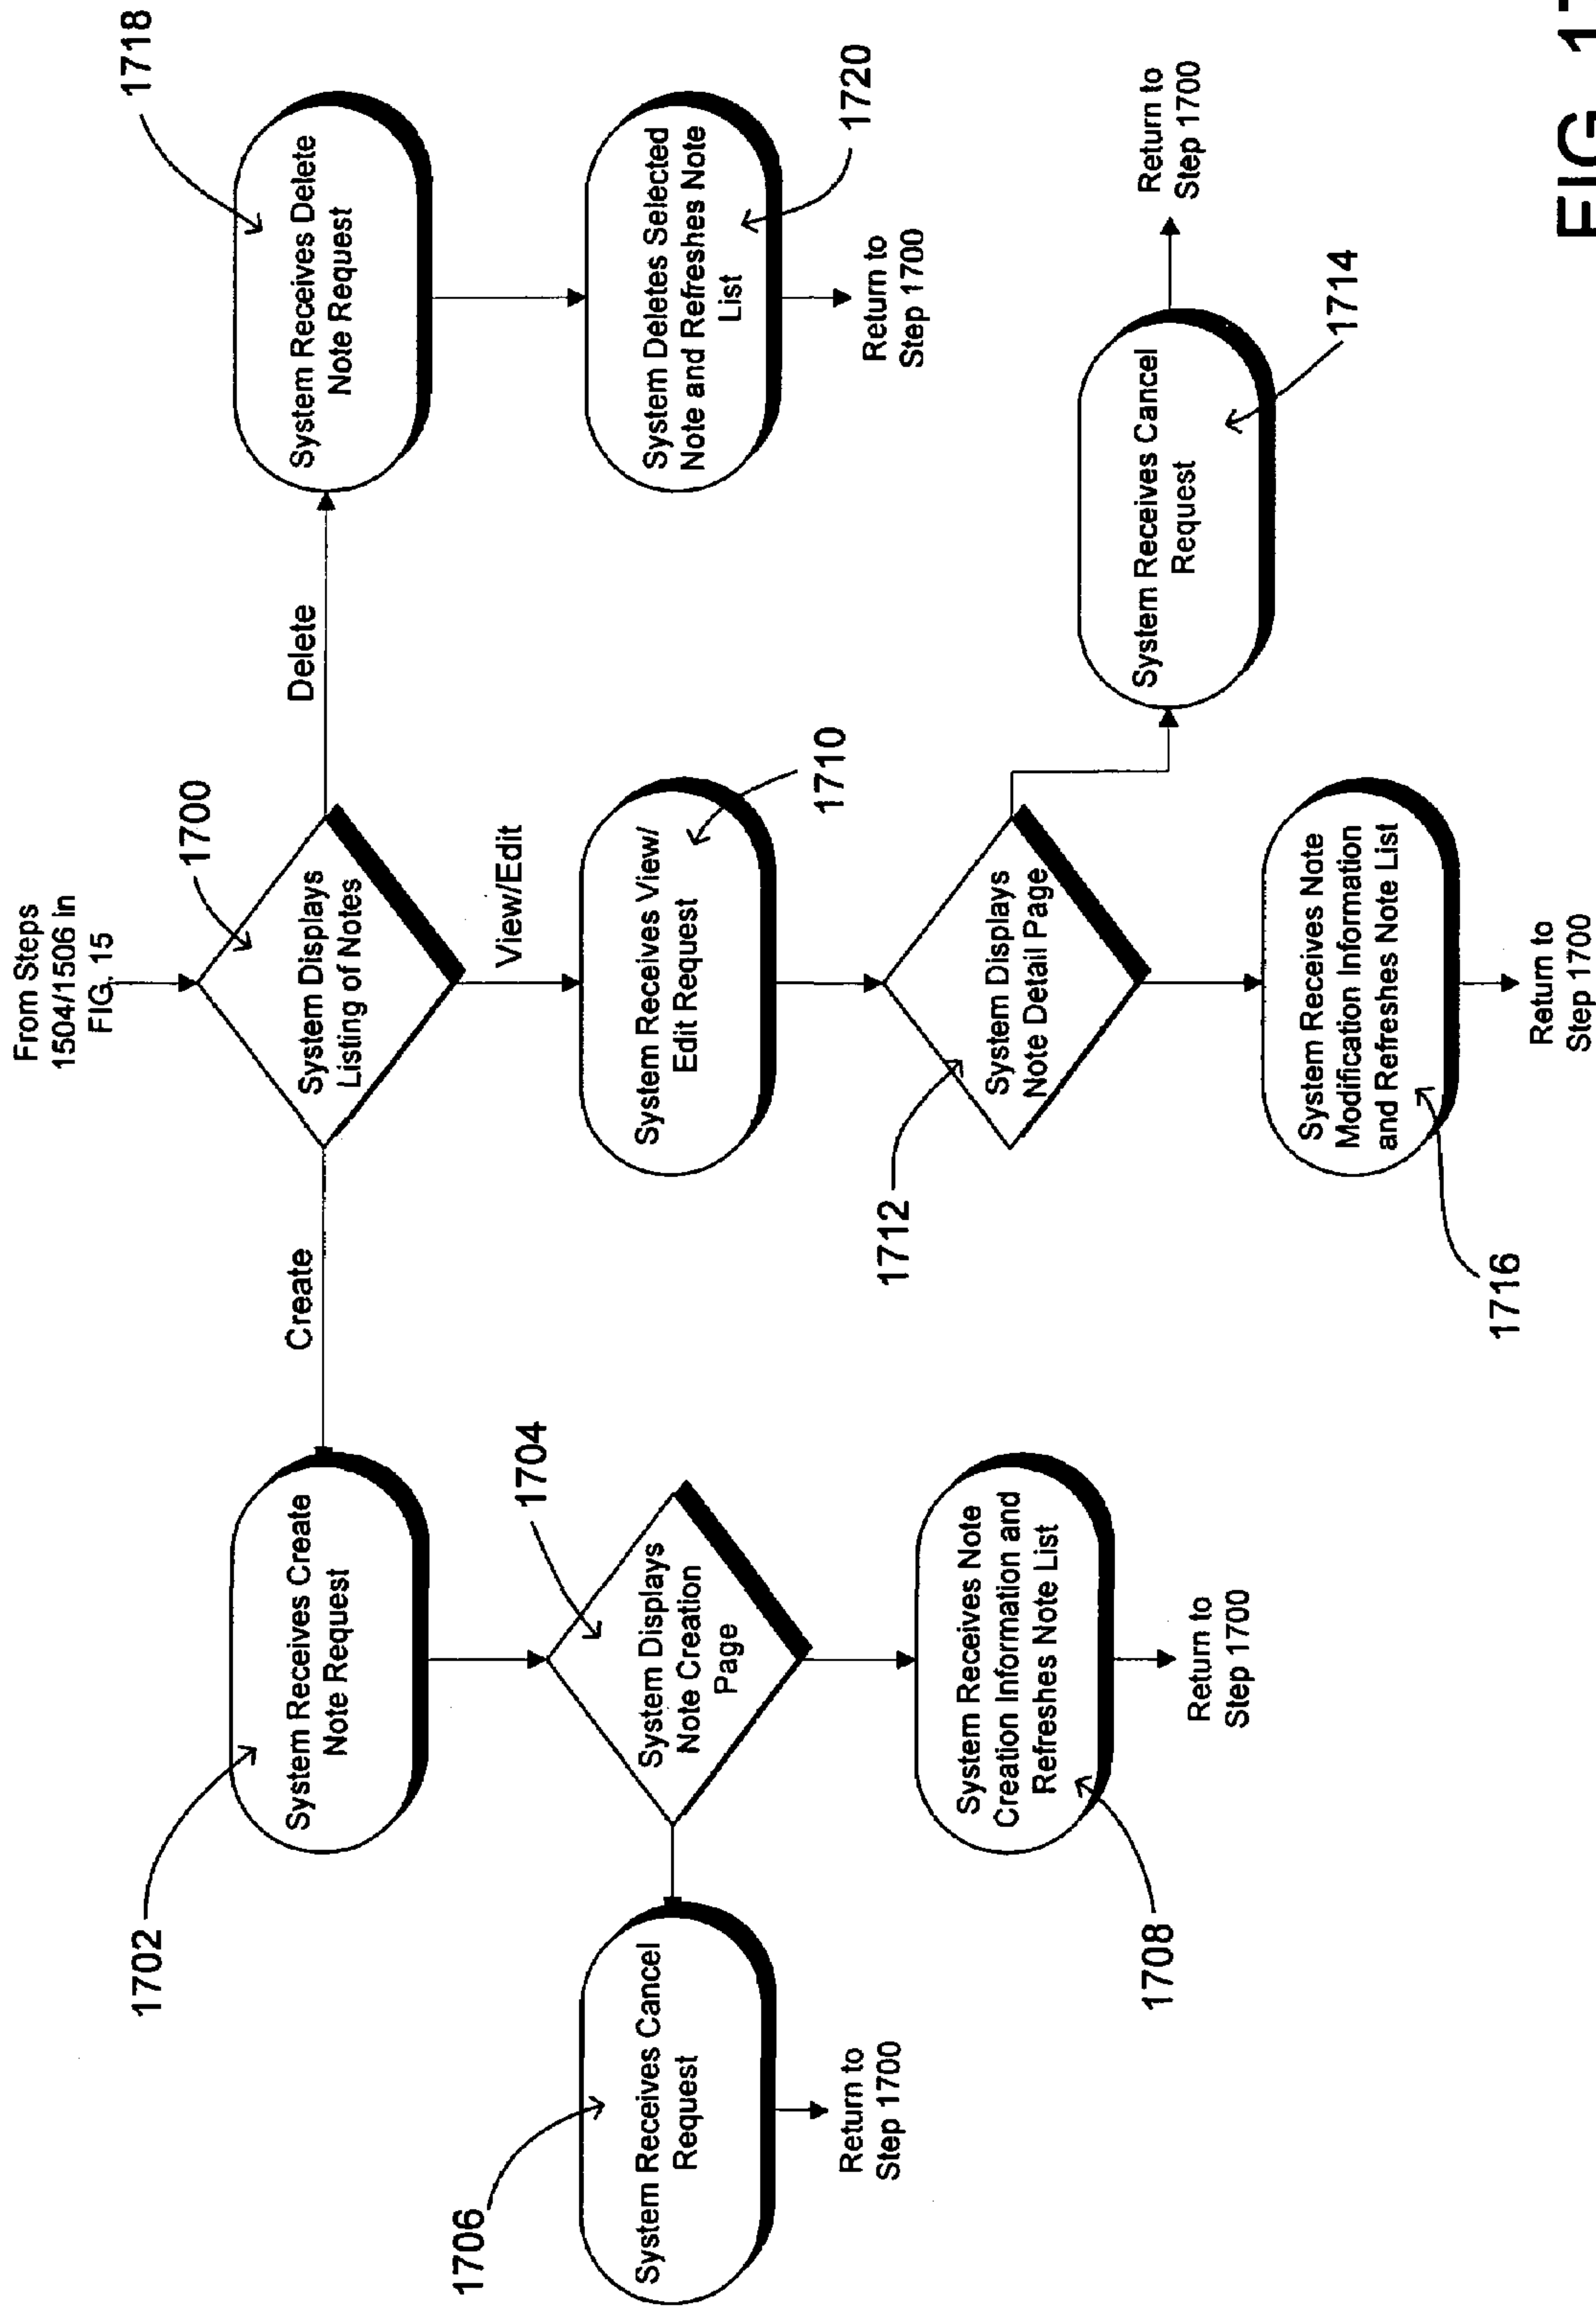 From Steps
1504/1506 in
FIG. 15
1700
System Displays
Listing of Notes
Create
View/Edit
Delete
1702
System Receives Create
Note Request
1704
System Displays
Note Creation
Page
1706
System Receives Cancel
Request
Return to
Step 1700
1708
System Receives Note
Creation Information and
Refreshes Note List
Return to
Step 1700
1710
System Receives View/
Edit Request
1712
System Displays
Note Detail Page
1714
System Receives Cancel
Request
Return to
Step 1700
1716
System Receives Note
Modification Information
and Refreshes Note List
Return to
Step 1700
1718
System Receives Delete
Note Request
1720
System Deletes Selected
Note and Refreshes Note
List
Return to
Step 1700
FIG. 17